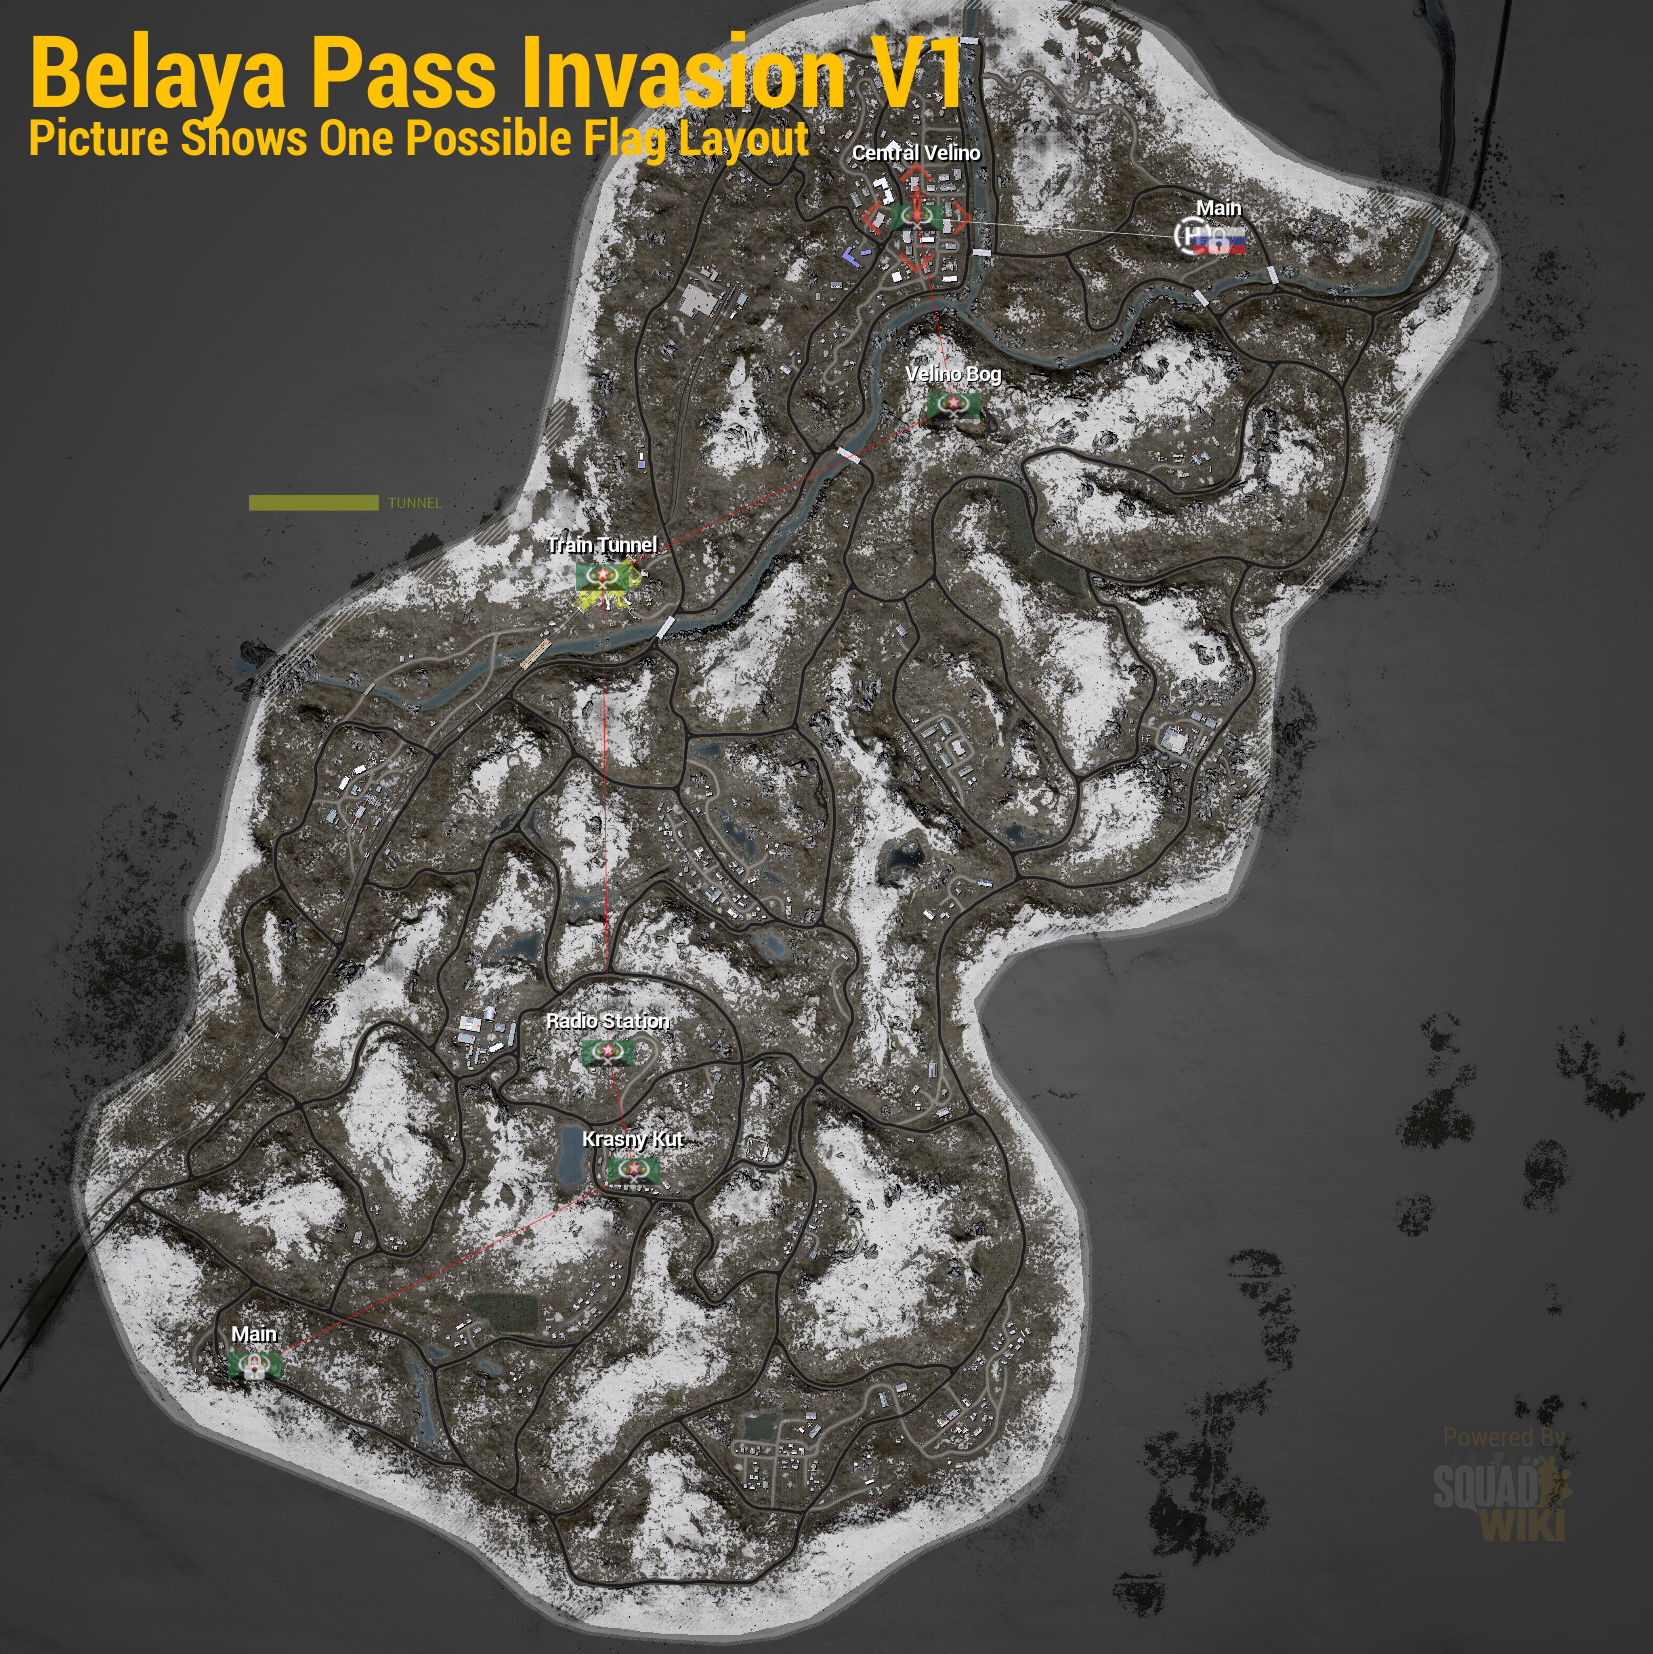 Belaya Pass Invasion V1
Picture Shows One Possible Flag Layout
Central Velino
Main
H
Velino Bog
TUNNEL
Train Tunnel
Radio Station
Krasny Kut
Main
Powered By
SQUAD
WIKI